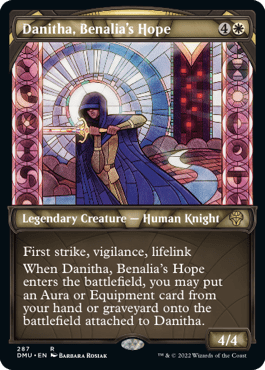 Danitha, Benalia's Hope 4
Legendary Creature — Human Knight
First strike, vigilance, lifelink
When Danitha, Benalia's Hope
enters the battlefield, you may put
an Aura or Equipment card from
your hand or graveyard onto the
battlefield attached to Danitha.
4/4
287 R
DMU • EN Barbara Rosiak
™ & © 2022 Wizards of the Coast